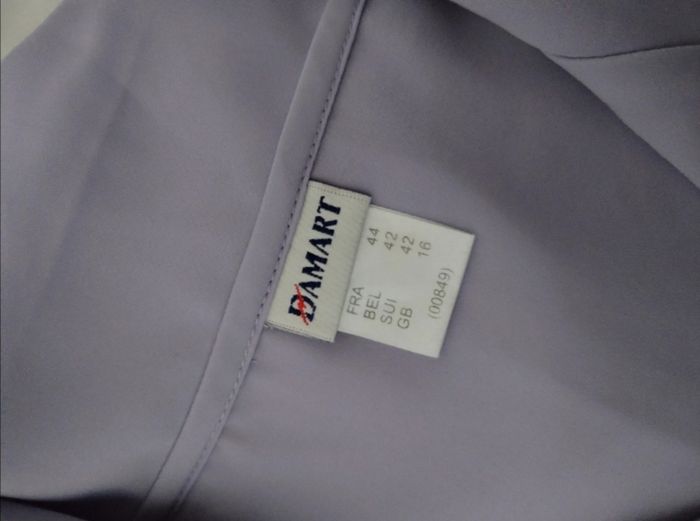 DAMART
FRA 44
BEL 42
SUI 42
GB 16
(00849)